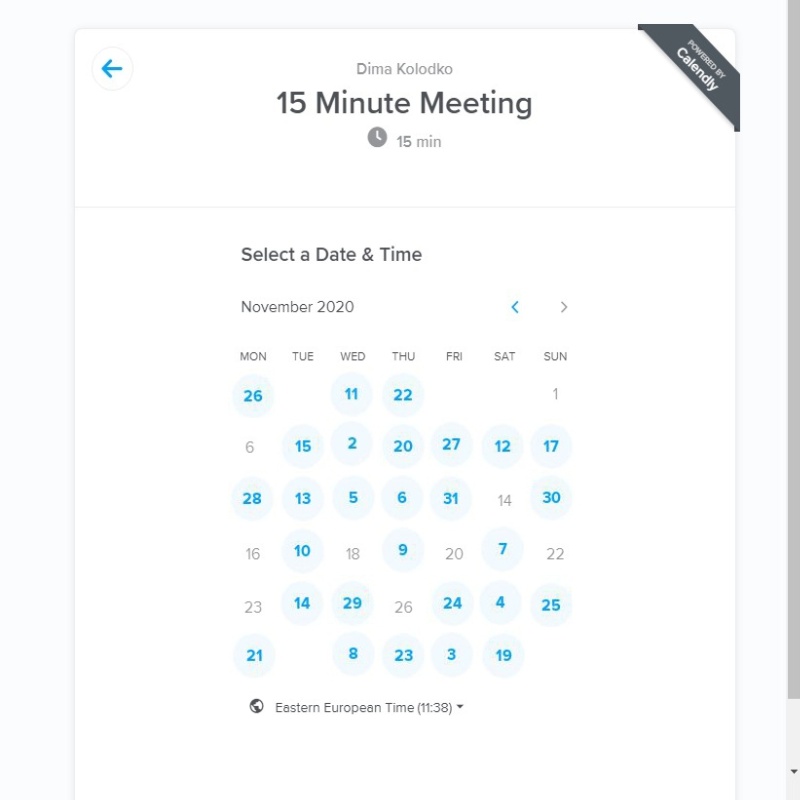 POWERED BY
Calendly
Dima Kolodko
15 Minute Meeting
15 min
Select a Date & Time
November 2020
MON TUE WED THU FRI SAT SUN
26 11 22 1
6 15 2 20 27 12 17
28 13 5 6 31 14 30
16 10 18 9 20 7 22
23 14 29 26 24 4 25
21 8 23 3 19
Eastern European Time (11:38)